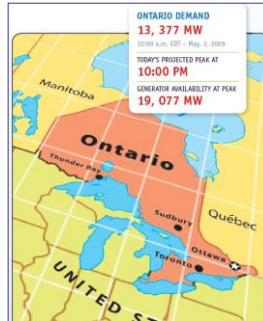 ONTARIO DEMAND
13, 377 MW
10:00 a.m. EDT – May. 3, 2009
TODAY'S PROJECTED PEAK AT
10:00 PM
GENERATOR AVAILABILITY AT PEAK
19, 077 MW
Manitoba
Ontario
Thunder Bay
Québec
Sudbury
Ottawa
Toronto
UNITED ST